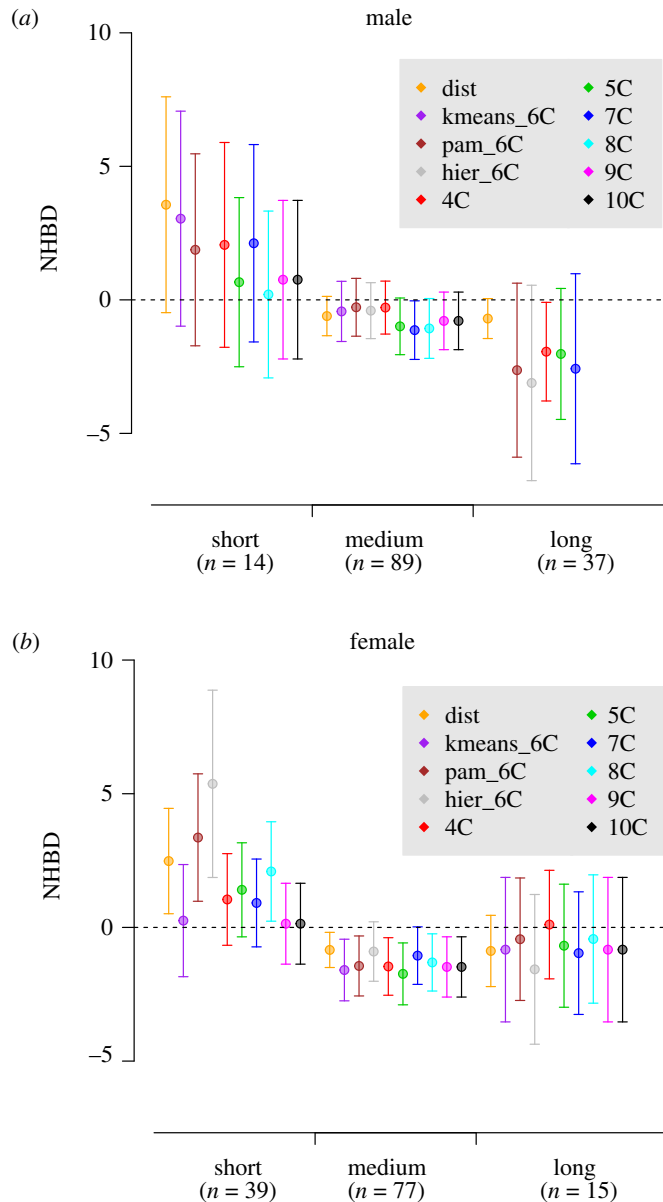 (a)
male
10
5
0
–5
NHBD
dist
kmeans_6C
pam_6C
hier_6C
4C
5C
7C
8C
9C
10C
short
(n = 14)
medium
(n = 89)
long
(n = 37)
(b)
female
10
5
0
–5
NHBD
dist
kmeans_6C
pam_6C
hier_6C
4C
5C
7C
8C
9C
10C
short
(n = 39)
medium
(n = 77)
long
(n = 15)